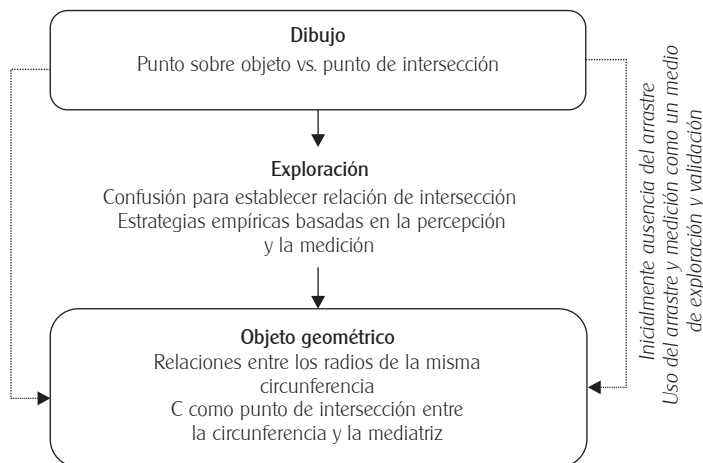 Dibujo
Punto sobre objeto vs. punto de intersección
Exploración
Confusión para establecer relación de intersección
Estrategias empíricas basadas en la percepción
y la medición
Objeto geométrico
Relaciones entre los radios de la misma
circunferencia
C como punto de intersección entre
la circunferencia y la mediatriz
Inicialmente ausencia del arrastre
Uso del arrastre y medición como un medio
de exploración y validación